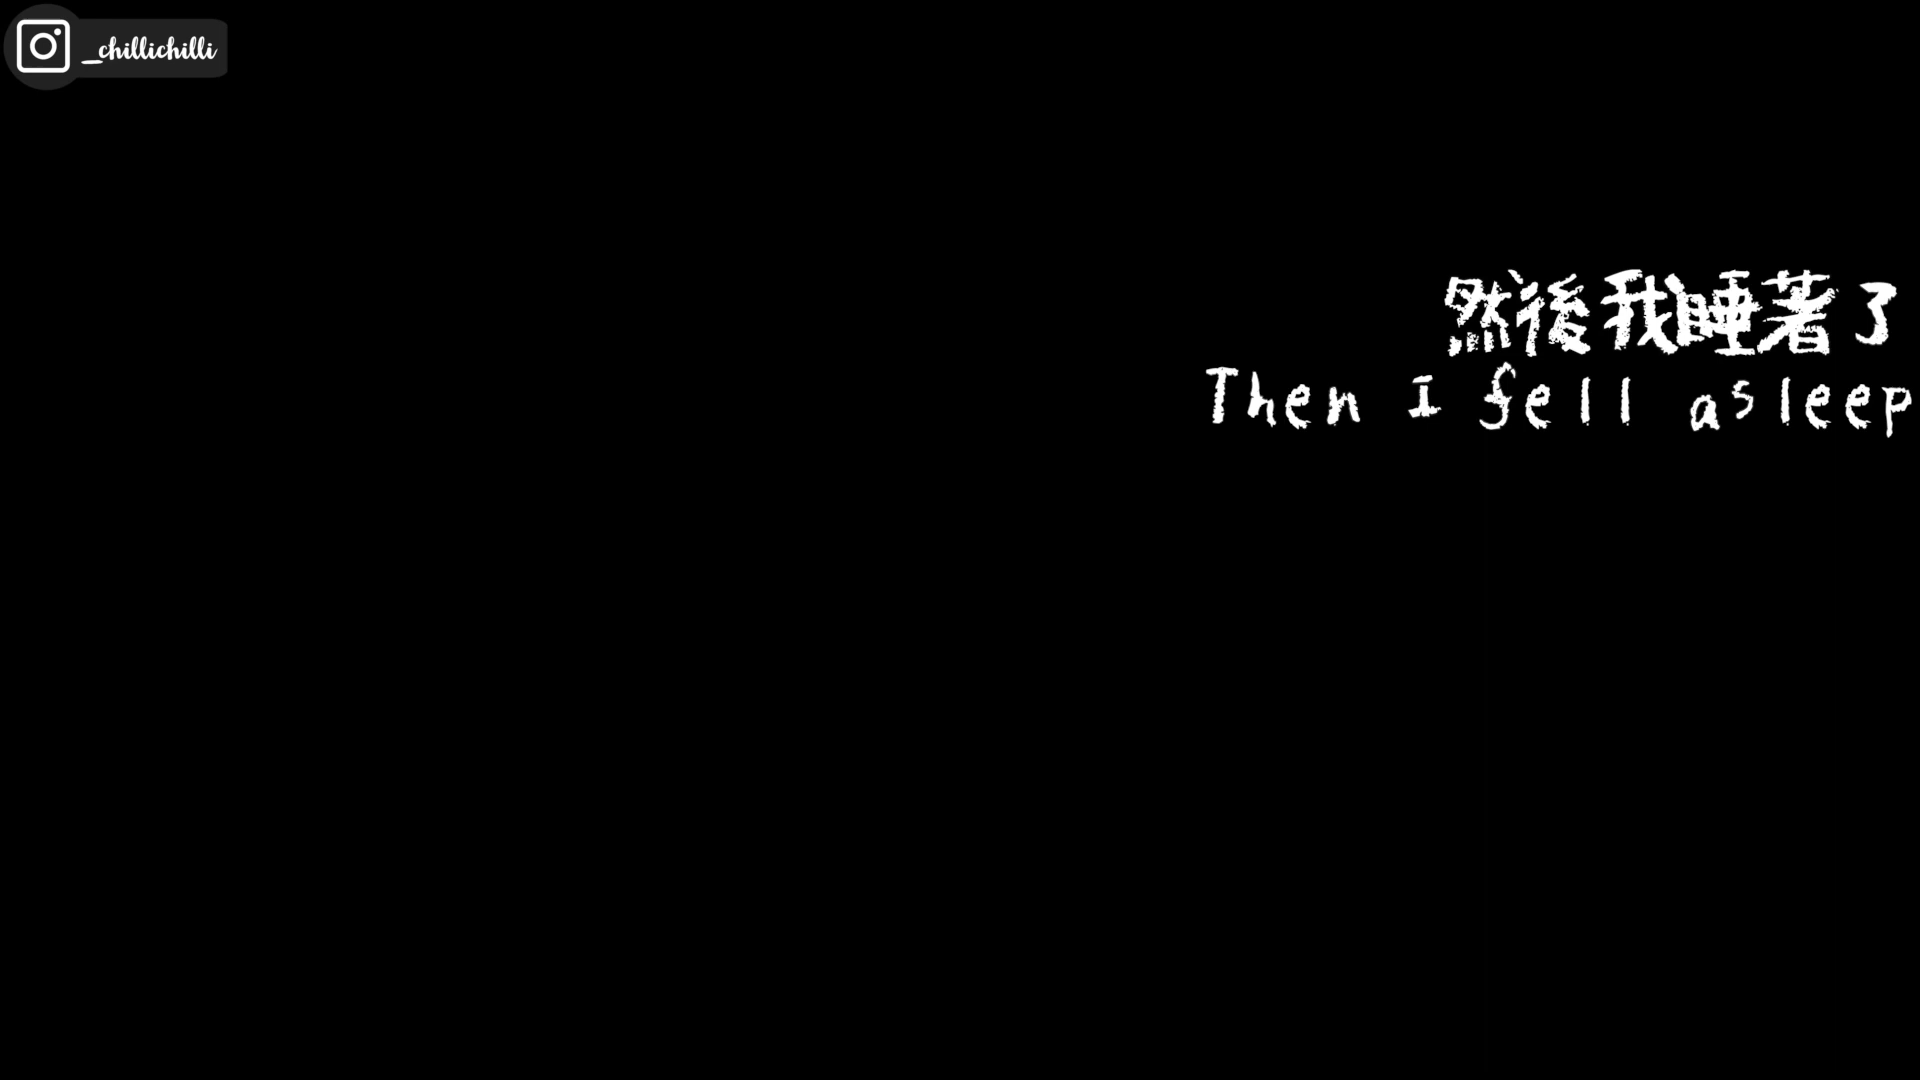 _chillichilli
然後我睡著了
Then I fell asleep